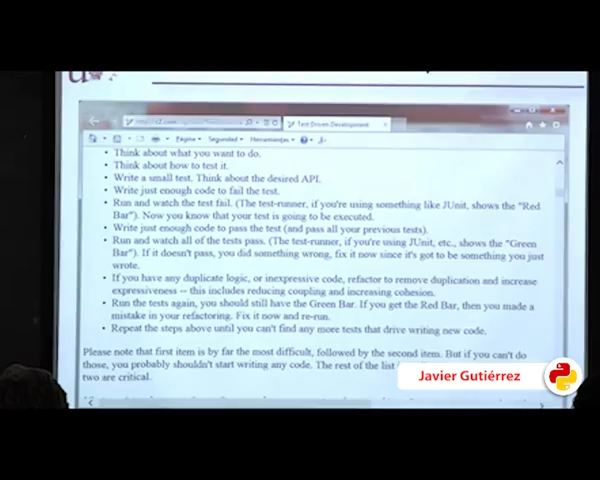 Test Driven Development
Página Seguridad Herramientas
• Think about what you want to do.
• Think about how to test it.
• Write a small test. Think about the desired API.
• Write just enough code to fail the test.
• Run and watch the test fail. (The test-runner, if you're using something like JUnit, shows the "Red
Bar"). Now you know that your test is going to be executed.
• Write just enough code to pass the test (and pass all your previous tests).
• Run and watch all of the tests pass. (The test-runner, if you're using JUnit, etc., shows the "Green
Bar"). If it doesn't pass, you did something wrong, fix it now since it's got to be something you just
wrote.
• If you have any duplicate logic, or inexpressive code, refactor to remove duplication and increase
expressiveness -- this includes reducing coupling and increasing cohesion.
• Run the tests again, you should still have the Green Bar. If you get the Red Bar, then you made a
mistake in your refactoring. Fix it now and re-run.
• Repeat the steps above until you can't find any more tests that drive writing new code.
Please note that first item is by far the most difficult, followed by the second item. But if you can't do
those, you probably shouldn't start writing any code. The rest of the list
two are critical.
Javier Gutiérrez